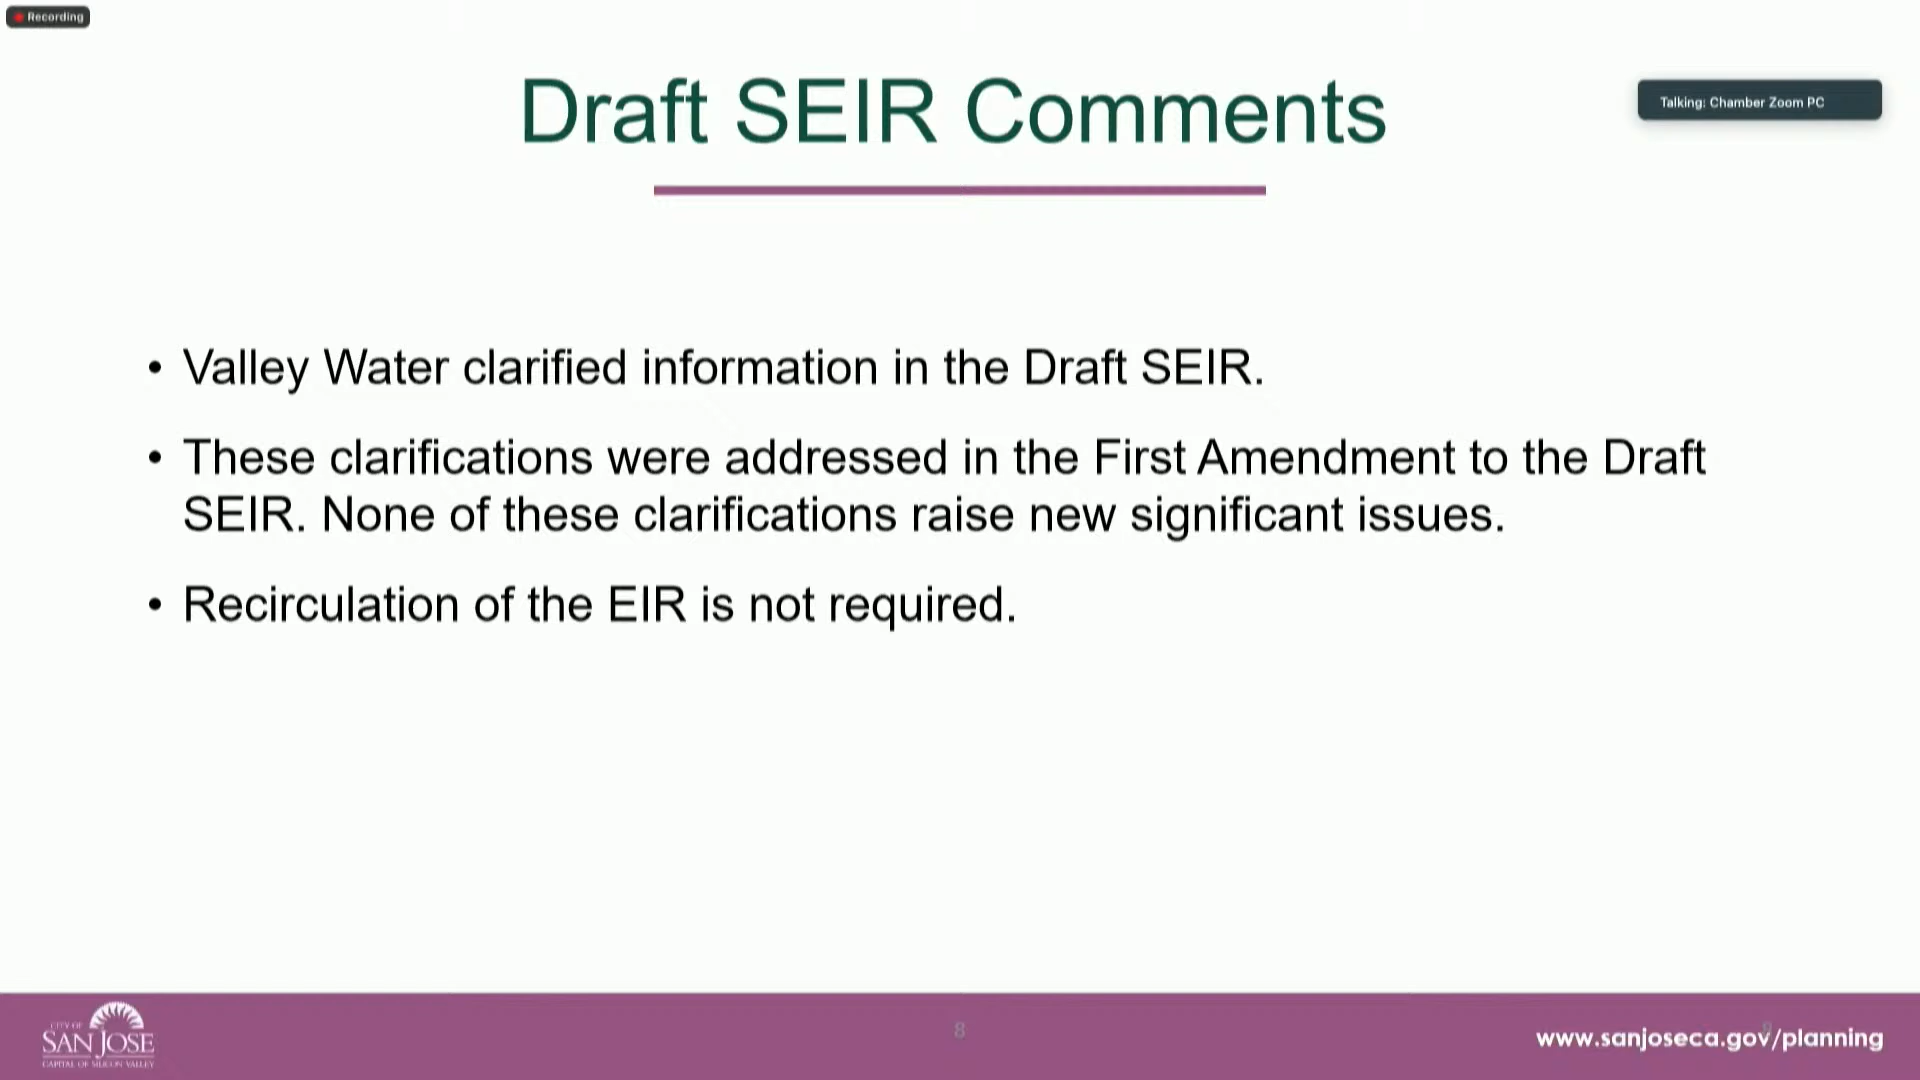 Recording
Draft SEIR Comments
Talking: Chamber Zoom PC
• Valley Water clarified information in the Draft SEIR.
• These clarifications were addressed in the First Amendment to the Draft
SEIR. None of these clarifications raise new significant issues.
• Recirculation of the EIR is not required.
CITY OF
SAN JOSE
CAPITAL OF SILICON VALLEY
8
www.sanjoseca.gov/planning